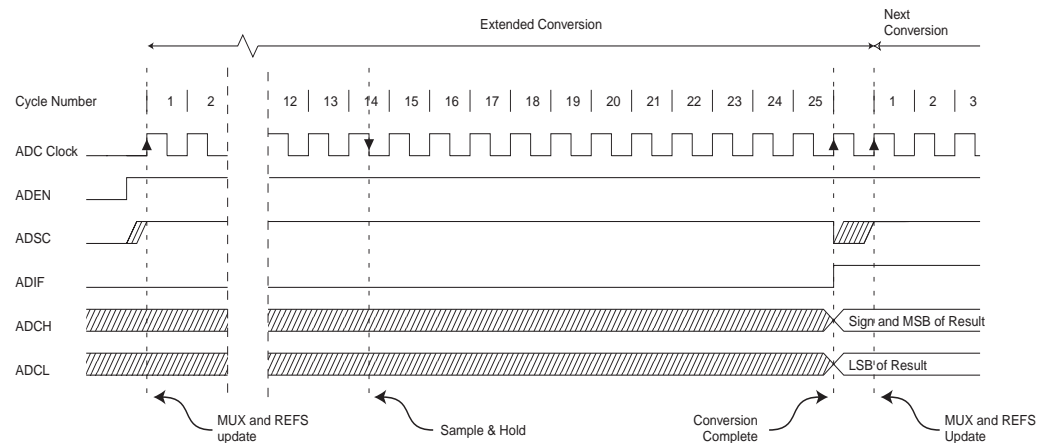 Extended Conversion
Next
Conversion
Cycle Number 1 2 12 13 14 15 16 17 18 19 20 21 22 23 24 25 1 2 3
ADC Clock
ADEN
ADSC
ADIF
ADCH
Sign and MSB of Result
ADCL
LSB of Result
MUX and REFS
update
Sample & Hold
Conversion
Complete
MUX and REFS
Update